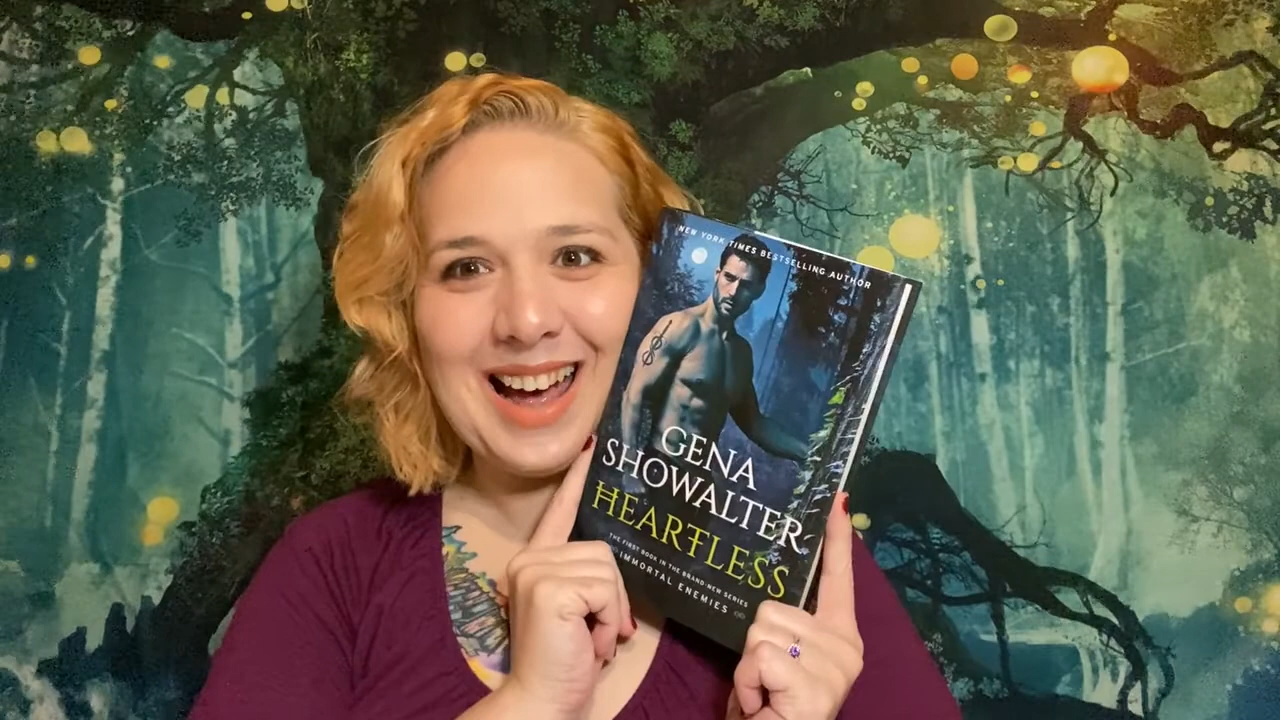 NEW YORK TIMES BESTSELLING AUTHOR
GENA
SHOWALTER
HEARTLESS
THE FIRST BOOK IN THE BRAND-NEW SERIES
IMMORTAL ENEMIES